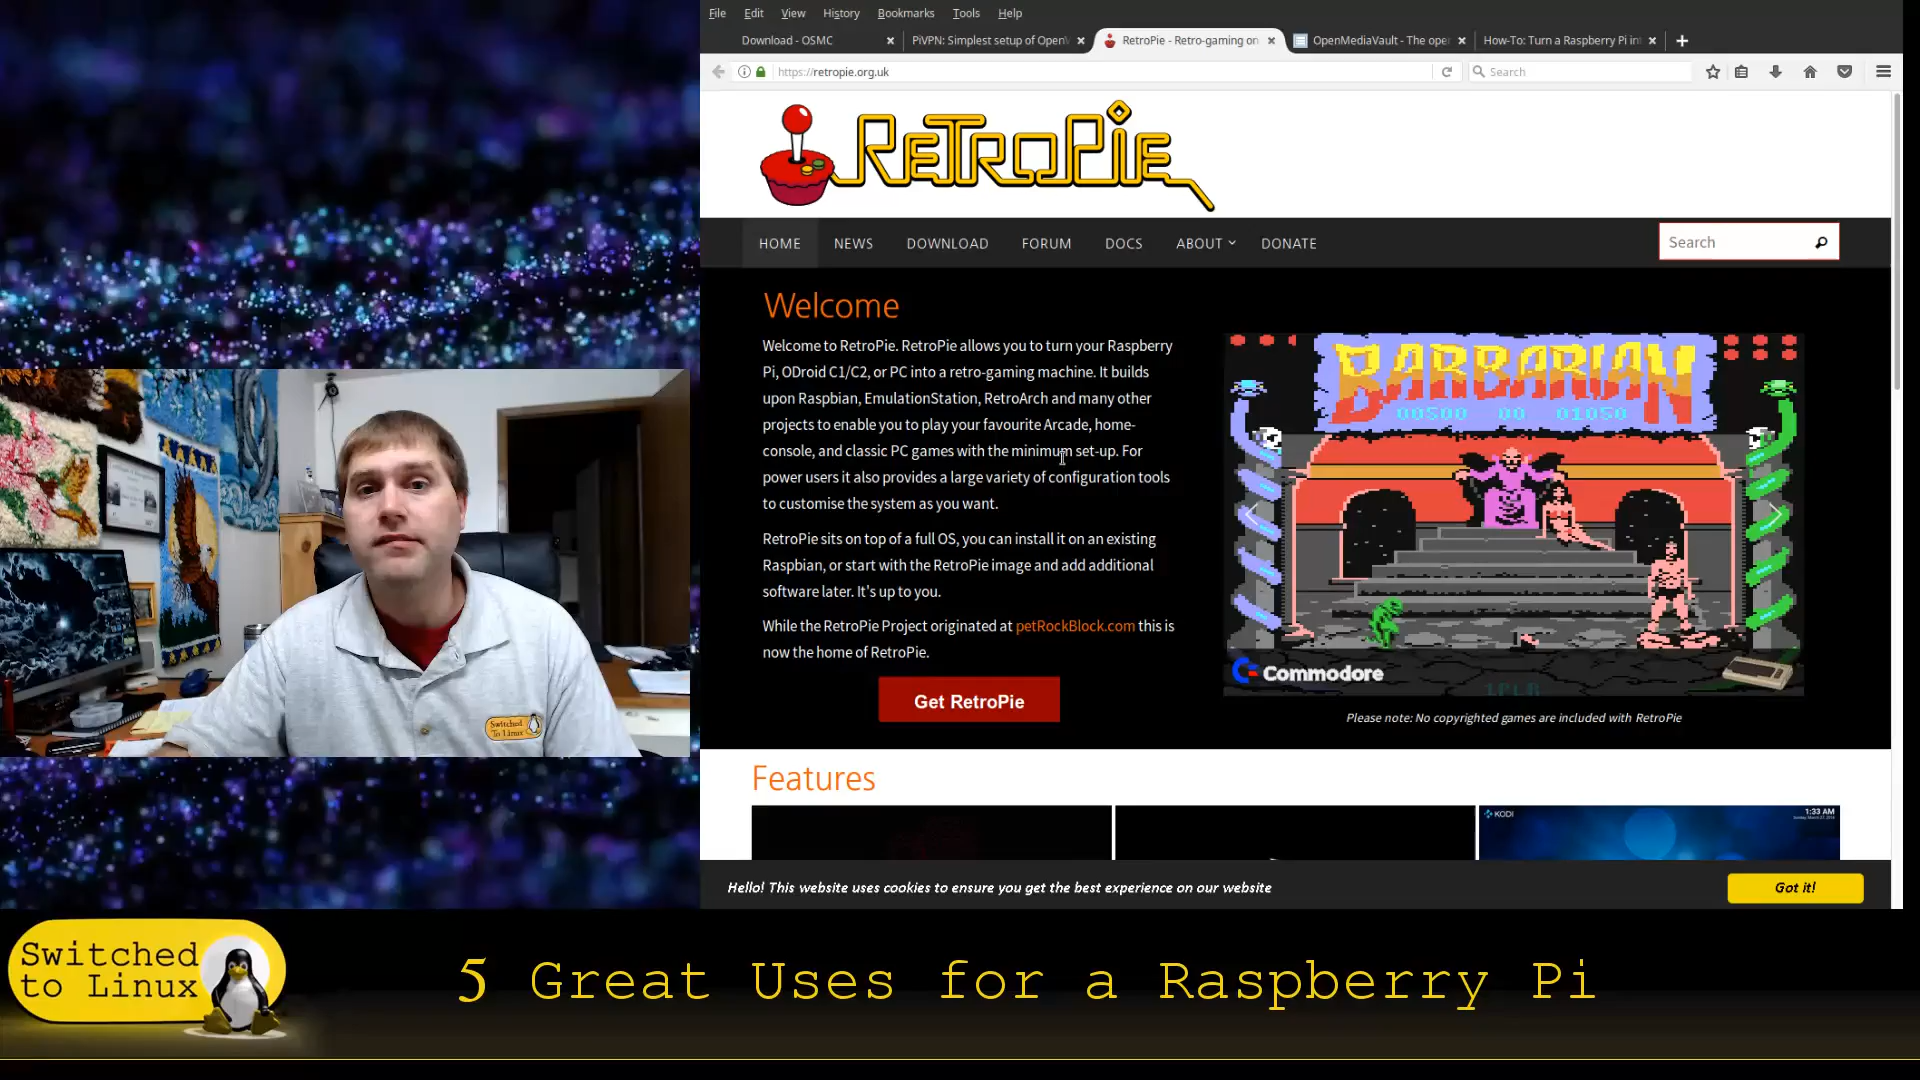 File Edit View History Bookmarks Tools Help
Download - OSMC
PiVPN: Simplest setup of OpenV
RetroPie - Retro-gaming on
OpenMediaVault - The oper
How-To: Turn a Raspberry Pi int
https://retropie.org.uk
Search
RETROPIE
HOME NEWS DOWNLOAD FORUM DOCS ABOUT DONATE
Search
Welcome
Welcome to RetroPie. RetroPie allows you to turn your Raspberry
Pi, ODroid C1/C2, or PC into a retro-gaming machine. It builds
upon Raspbian, EmulationStation, RetroArch and many other
projects to enable you to play your favourite Arcade, home-
console, and classic PC games with the minimum set-up. For
power users it also provides a large variety of configuration tools
to customise the system as you want.
RetroPie sits on top of a full OS, you can install it on an existing
Raspbian, or start with the RetroPie image and add additional
software later. It's up to you.
While the RetroPie Project originated at petRockBlock.com this is
now the home of RetroPie.
Get RetroPie
BARBARIAN
00500 00 01050
1PLR
Commodore
Please note: No copyrighted games are included with RetroPie
Features
KODI
1:33 AM
Hello! This website uses cookies to ensure you get the best experience on our website
Got it!
Switched
To Linux
Switched
to Linux
5 Great Uses for a Raspberry Pi